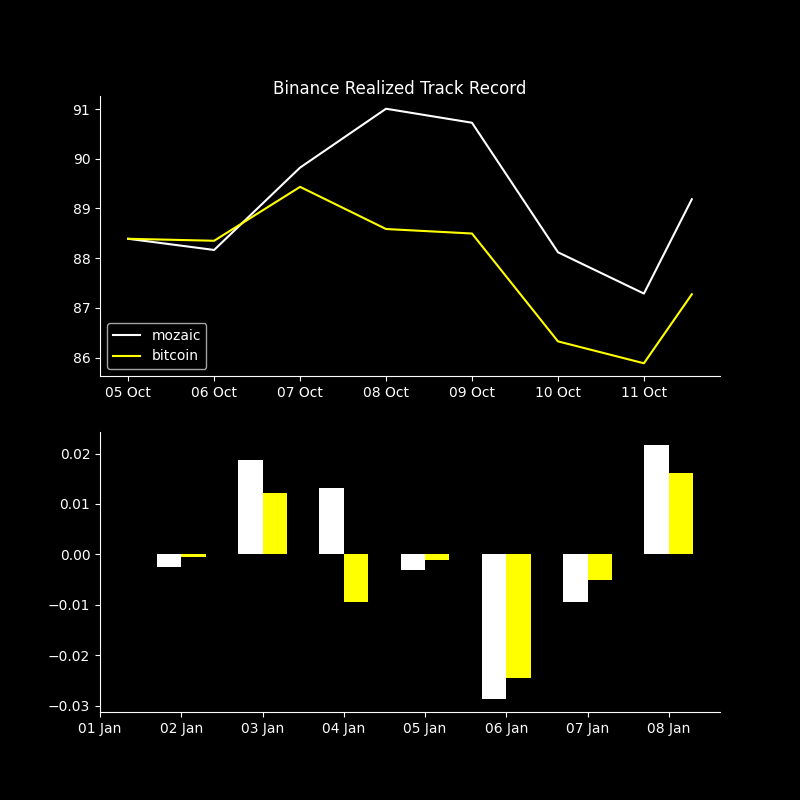 Binance Realized Track Record
91
90
89
88
87
86
mozaic
bitcoin
05 Oct 06 Oct 07 Oct 08 Oct 09 Oct 10 Oct 11 Oct
0.02
0.01
0.00
−0.01
−0.02
−0.03
01 Jan 02 Jan 03 Jan 04 Jan 05 Jan 06 Jan 07 Jan 08 Jan